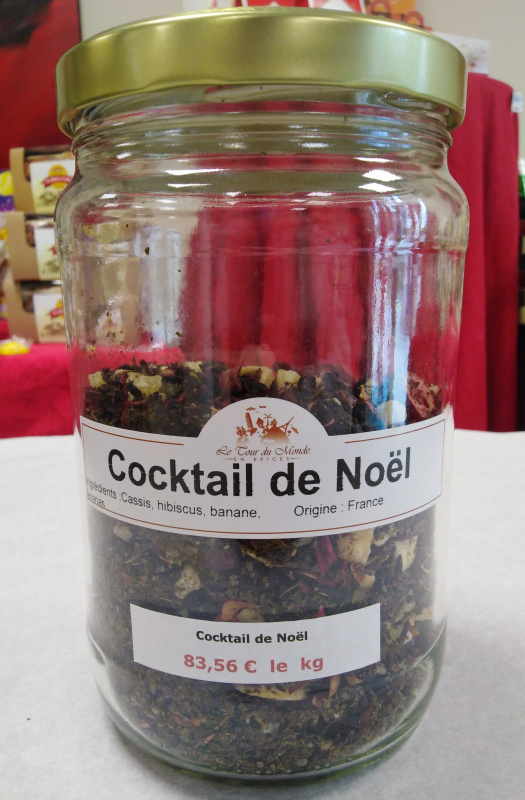 Le Tour du Monde
EN EPICES
Cocktail de Noël
Ingrédients :Cassis, hibiscus, banane, Origine : France
ananas
Cocktail de Noël
83,56 € le kg